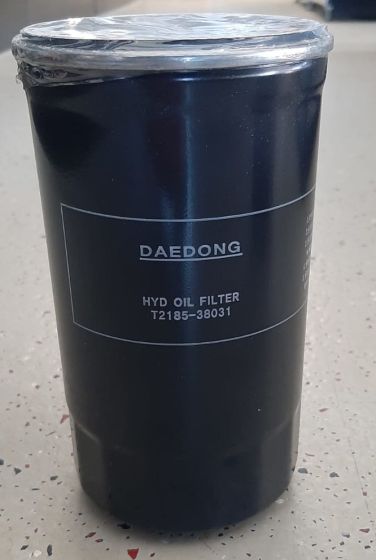 DAEDONG
HYD OIL FILTER
T2185-38031